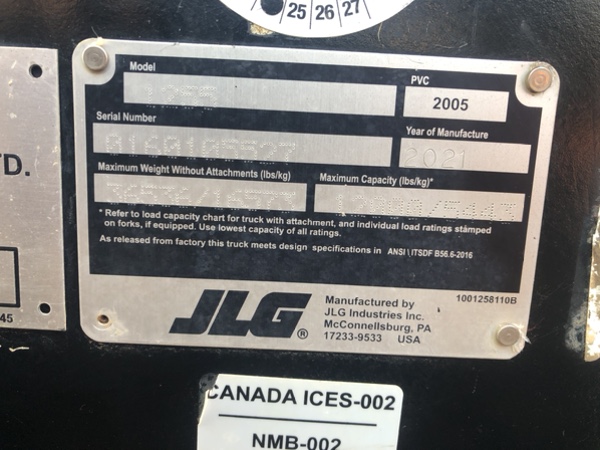 25 26 27
TD.
45
Model
PVC
1255
2005
Serial Number
Year of Manufacture
0160105527
2021
Maximum Weight Without Attachments (lbs/kg)
Maximum Capacity (lbs/kg)*
* Refer to load capacity chart for truck with attachment, and individual load ratings stamped
on forks, if equipped. Use lowest capacity of all ratings.
As released from factory this truck meets design specifications in ANSI \ ITSDF B56.6-2016
JLG®
Manufactured by
JLG Industries Inc.
McConnellsburg, PA
17233-9533 USA
1001258110B
CANADA ICES-002
NMB-002